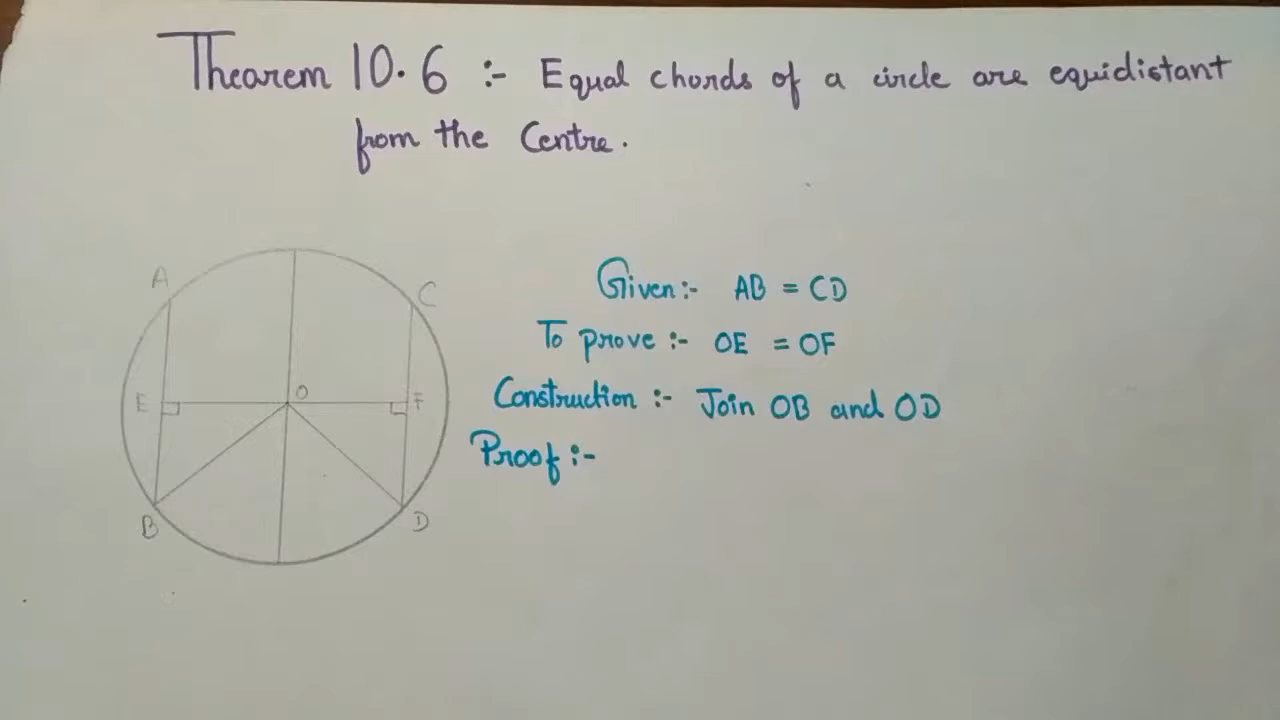 Thearem 10.6 :- Equal chords of a circle are equidistant
from the Centre.
A
C
E
O
F
B
D
Given:- AB = CD
To prove :- OE = OF
Construction :- Join OB and OD
Proof :-